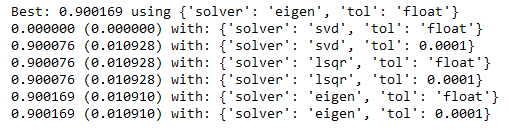 Best: 0.900169 using {'solver': 'eigen', 'tol': 'float'}
0.000000 (0.000000) with: {'solver': 'svd', 'tol': 'float'}
0.900076 (0.010928) with: {'solver': 'svd', 'tol': 0.0001}
0.900076 (0.010928) with: {'solver': 'lsqr', 'tol': 'float'}
0.900076 (0.010928) with: {'solver': 'lsqr', 'tol': 0.0001}
0.900169 (0.010910) with: {'solver': 'eigen', 'tol': 'float'}
0.900169 (0.010910) with: {'solver': 'eigen', 'tol': 0.0001}